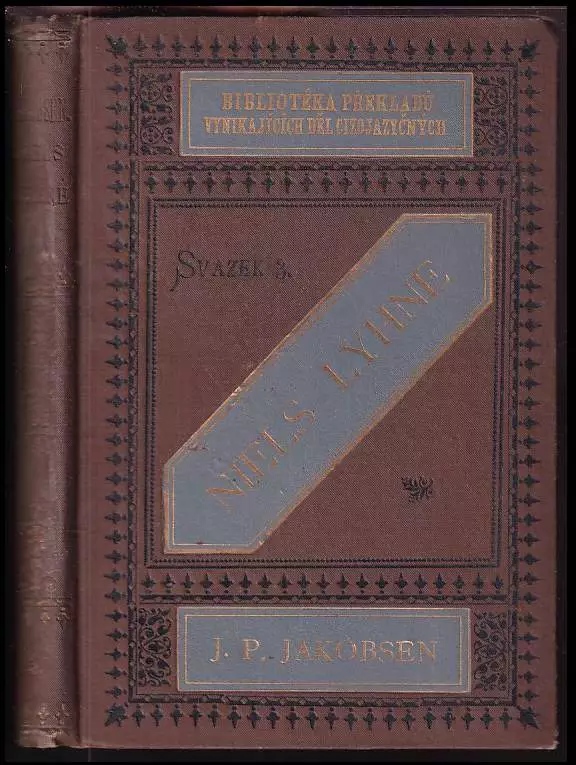 BIBLIOTÉKA PŘEKLADŮ
VYNIKAJÍCÍCH DĚL CIZOJAZYČNÝCH
SVAZEK 3.
NIELS LYHNE
J. P. JAKOBSEN